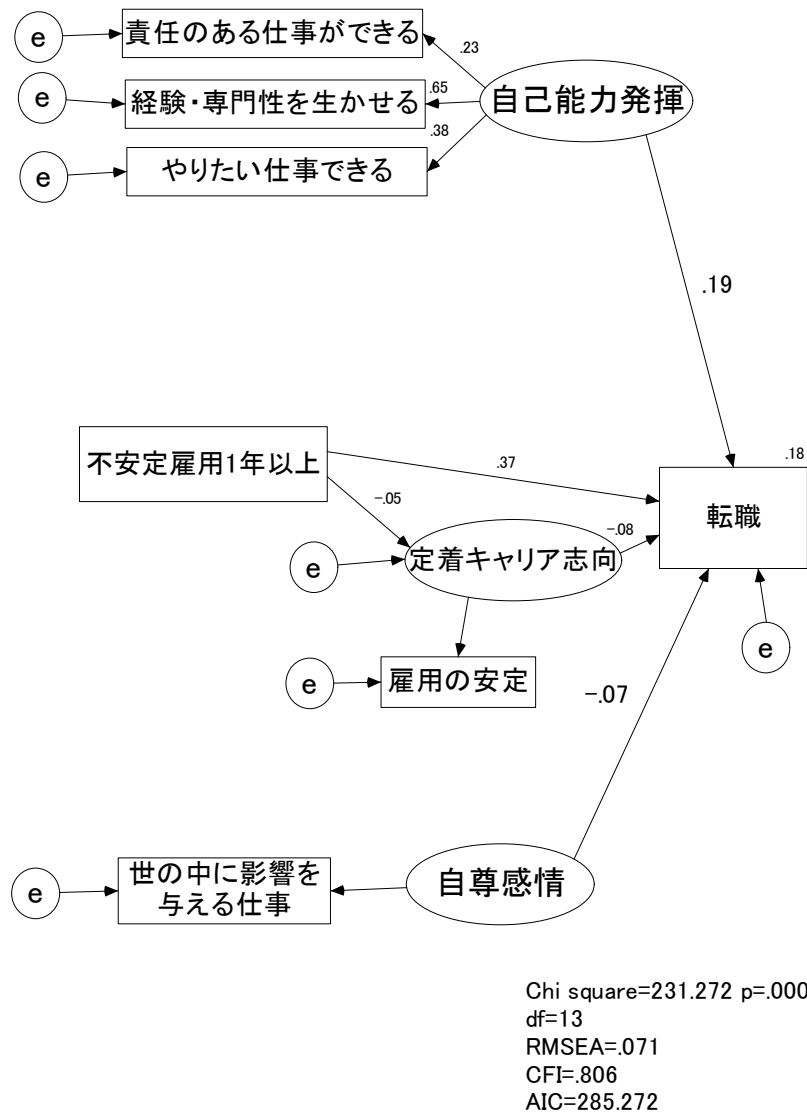 e
責任のある仕事ができる
.23
e
経験・専門性を生かせる
.65
自己能力発揮
.38
e
やりたい仕事できる
.19
不安定雇用1年以上
.37
.18
転職
-.05
-.08
e
定着キャリア志向
e
雇用の安定
e
-.07
e
世の中に影響を
与える仕事
自尊感情
Chi square=231.272 p=.000
df=13
RMSEA=.071
CFI=.806
AIC=285.272